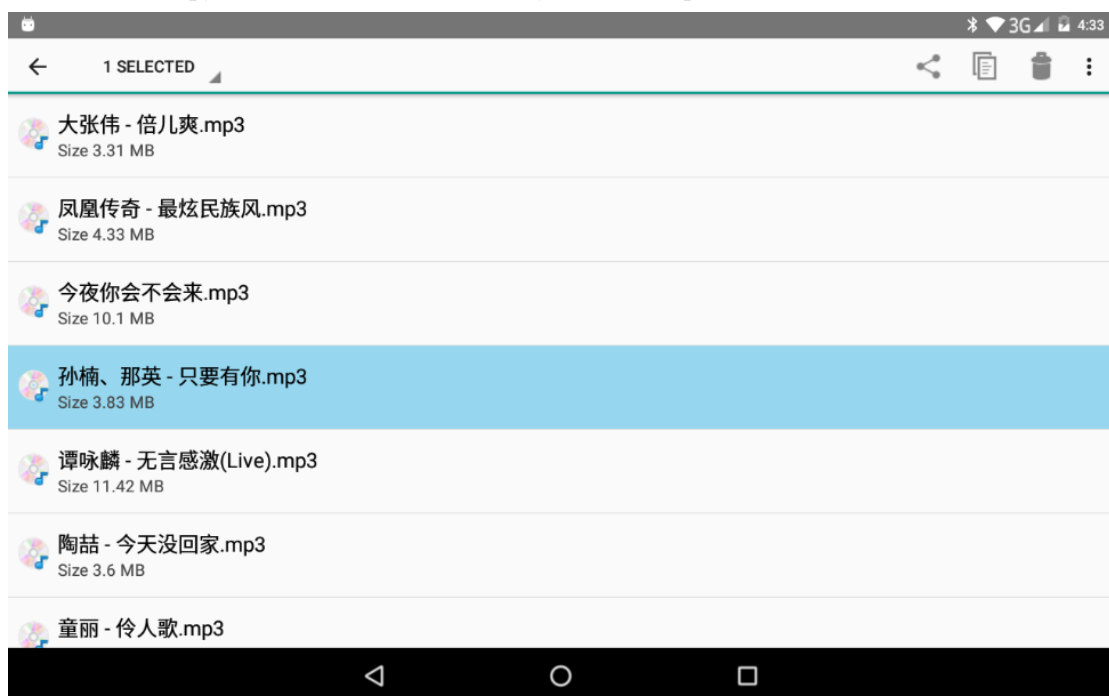 3G 4:33
1 SELECTED
大张伟 - 倍儿爽.mp3
Size 3.31 MB
凤凰传奇 - 最炫民族风.mp3
Size 4.33 MB
今夜你会不会来.mp3
Size 10.1 MB
孙楠、那英 - 只要有你.mp3
Size 3.83 MB
谭咏麟 - 无言感激(Live).mp3
Size 11.42 MB
陶喆 - 今天没回家.mp3
Size 3.6 MB
童丽 - 伶人歌.mp3